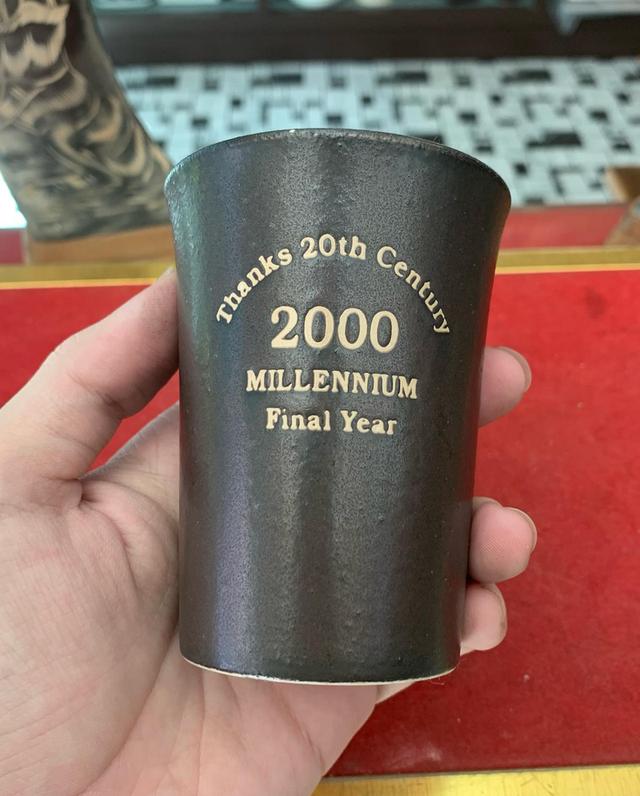 Thanks 20th Century
2000
MILLENNIUM
Final Year